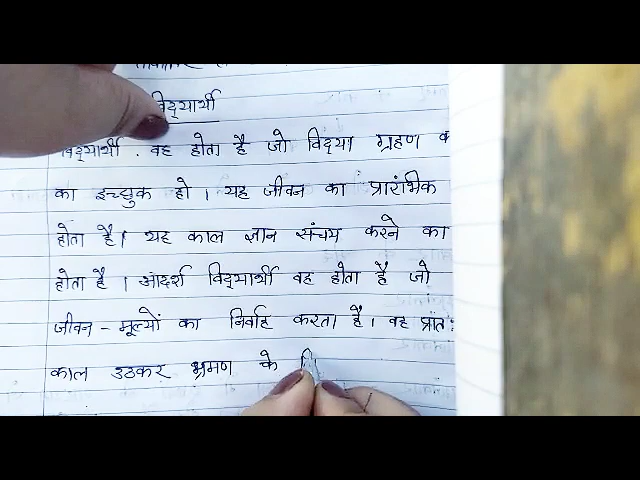 विद्यार्थी
विद्यार्थी . वह होता है जो विद्या ग्रहण
का इच्छुक हो । यह जीवन का प्रारंभिक
होता है। यह काल ज्ञान संचय करने का
होता है । आदर्श विद्यार्थी वह होता है जो
जीवन - मूल्यों का निर्वाह करता है। वह प्रात:
काल उठकर भ्रमण के